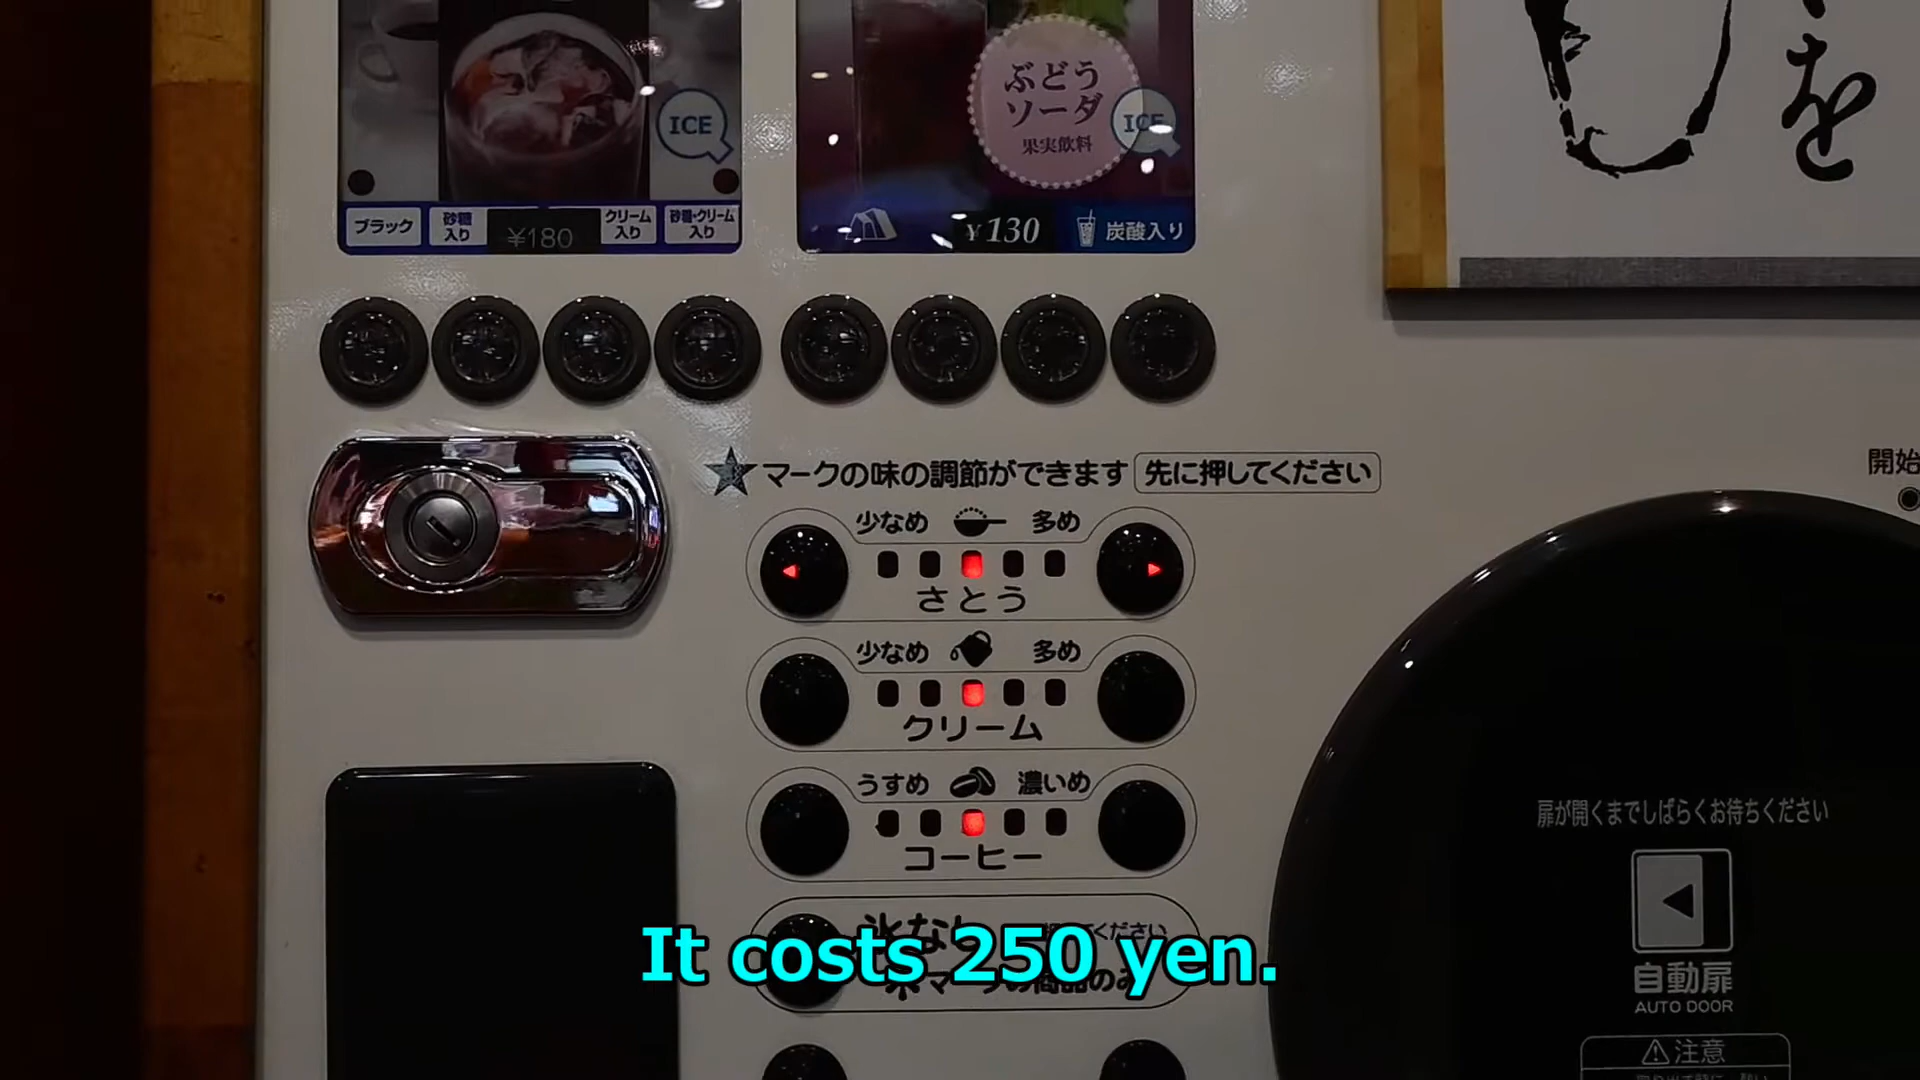 ICE
ブラック
砂糖入り
¥180
クリーム入り
砂糖・クリーム入り
ぶどう
ソーダ
果実飲料
ICE
¥130
炭酸入り
を
★マークの味の調節ができます 先に押してください
開始
少なめ 多め
さとう
少なめ 多め
クリーム
うすめ 濃いめ
コーヒー
扉が開くまでしばらくお待ちください
自動扉
AUTO DOOR
注意
It costs 250 yen.